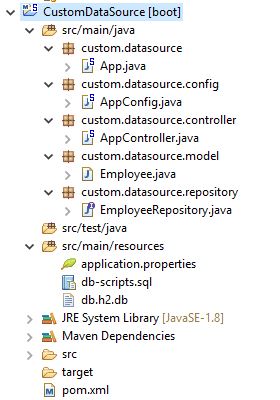 CustomDataSource [boot]
src/main/java
custom.datasource
App.java
custom.datasource.config
AppConfig.java
custom.datasource.controller
AppController.java
custom.datasource.model
Employee.java
custom.datasource.repository
EmployeeRepository.java
src/test/java
src/main/resources
application.properties
db-scripts.sql
db.h2.db
JRE System Library [JavaSE-1.8]
Maven Dependencies
src
target
pom.xml